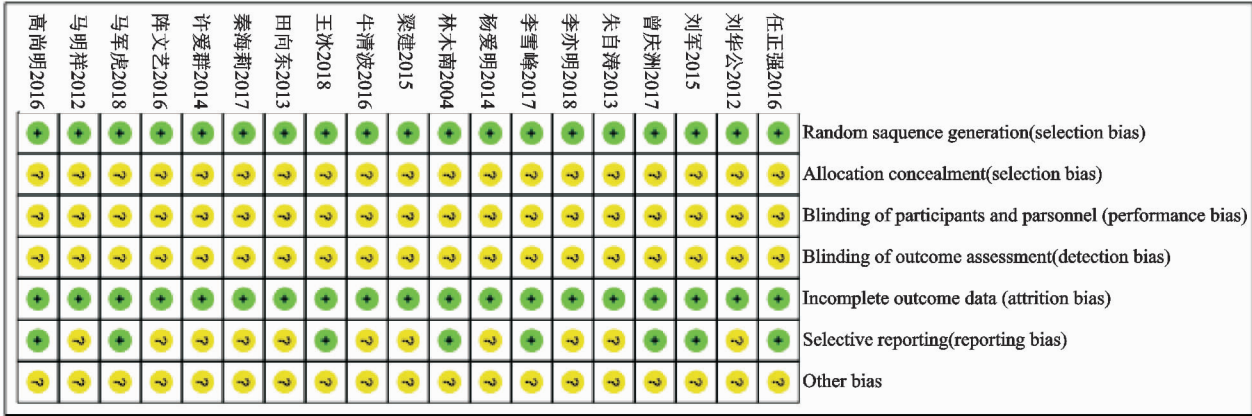 高尚明2016
马明祥2012
马军虎2018
阵文艺2016
许爱群2014
秦海莉2017
田向东2013
王冰2018
牛清波2016
梁建2015
林木南2004
杨爱明2014
李雪峰2017
李亦明2018
朱自涛2013
曾庆洲2017
刘军2015
刘华公2012
任正强2016
+ + + + + + + + + + + + + + + + + + + Random saquence generation(selection bias)
? ? ? ? ? ? ? ? ? ? ? ? ? ? ? ? ? ? ? Allocation concealment(selection bias)
? ? ? ? ? ? ? ? ? ? ? ? ? ? ? ? ? ? ? Blinding of participants and parsonnel (performance bias)
? ? ? ? ? ? ? ? ? ? ? ? ? ? ? ? ? ? ? Blinding of outcome assessment(detection bias)
+ + + + + + + + + + + + + + + + + + + Incomplete outcome data (attrition bias)
+ ? + ? ? ? ? + ? ? + ? + ? ? + + ? + Selective reporting(reporting bias)
? ? ? ? ? ? ? ? ? ? ? ? ? ? ? ? ? ? ? Other bias